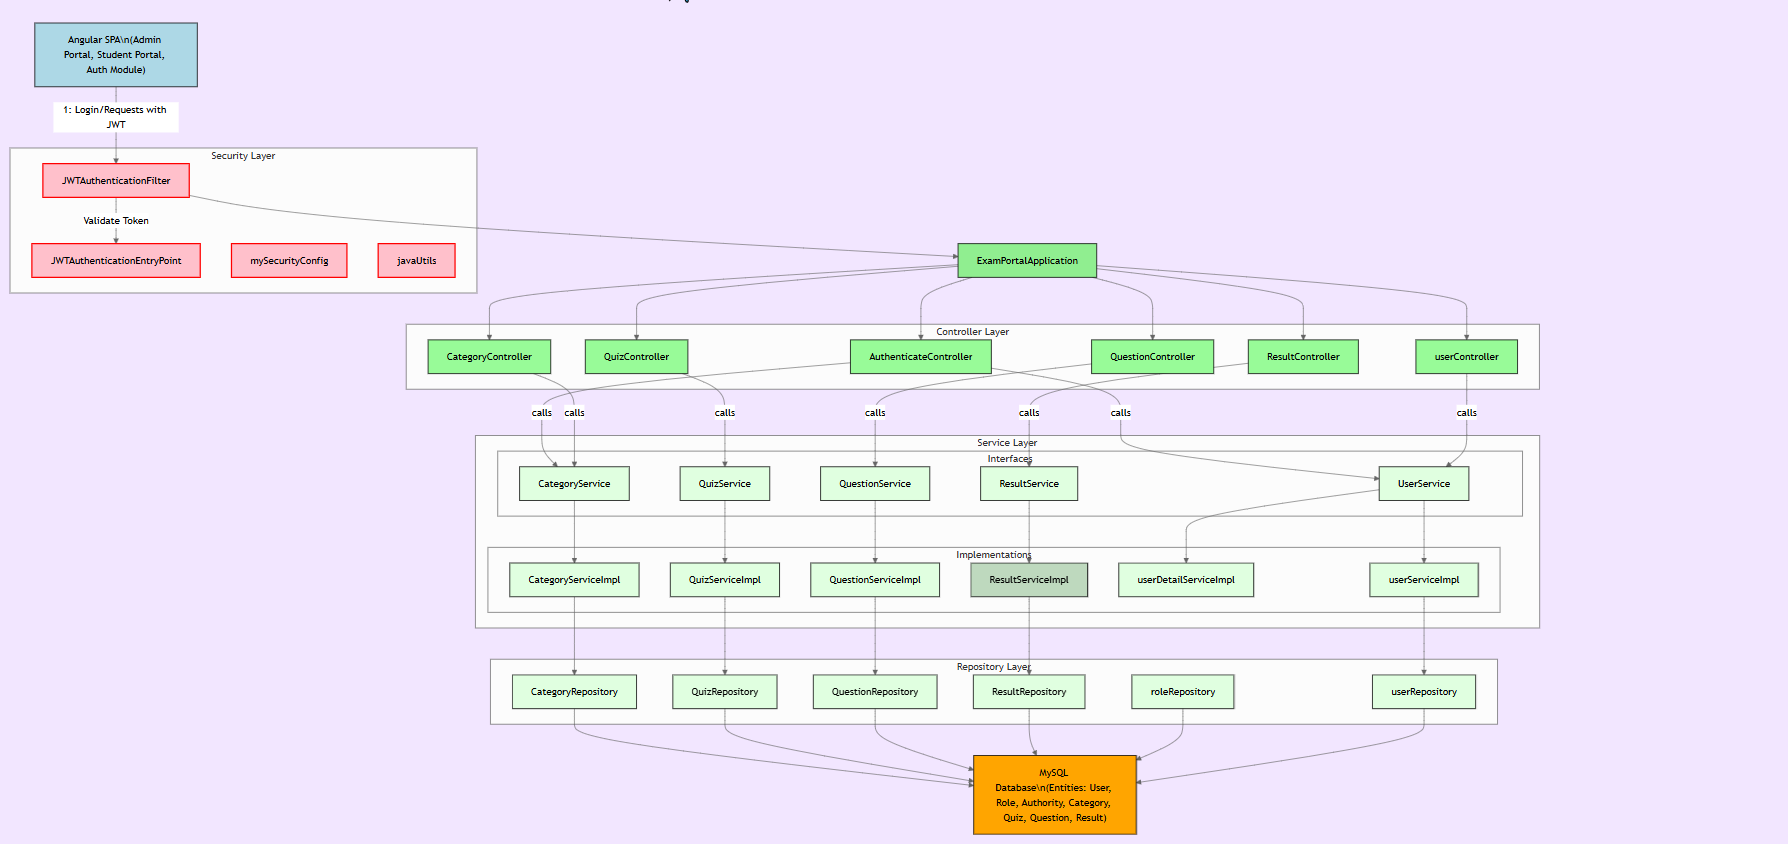 Angular SPA\n(Admin
Portal, Student Portal,
Auth Module)
1: Login/Requests with
JWT
Security Layer
JWTAuthenticationFilter
Validate Token
JWTAuthenticationEntryPoint
mySecurityConfig
javaUtils
ExamPortalApplication
Controller Layer
CategoryController
QuizController
AuthenticateController
QuestionController
ResultController
userController
calls
calls
calls
calls
calls
calls
calls
Service Layer
Interfaces
CategoryService
QuizService
QuestionService
ResultService
UserService
Implementations
CategoryServiceImpl
QuizServiceImpl
QuestionServiceImpl
ResultServiceImpl
userDetailServiceImpl
userServiceImpl
Repository Layer
CategoryRepository
QuizRepository
QuestionRepository
ResultRepository
roleRepository
userRepository
MySQL
Database\n(Entities: User,
Role, Authority, Category,
Quiz, Question, Result)